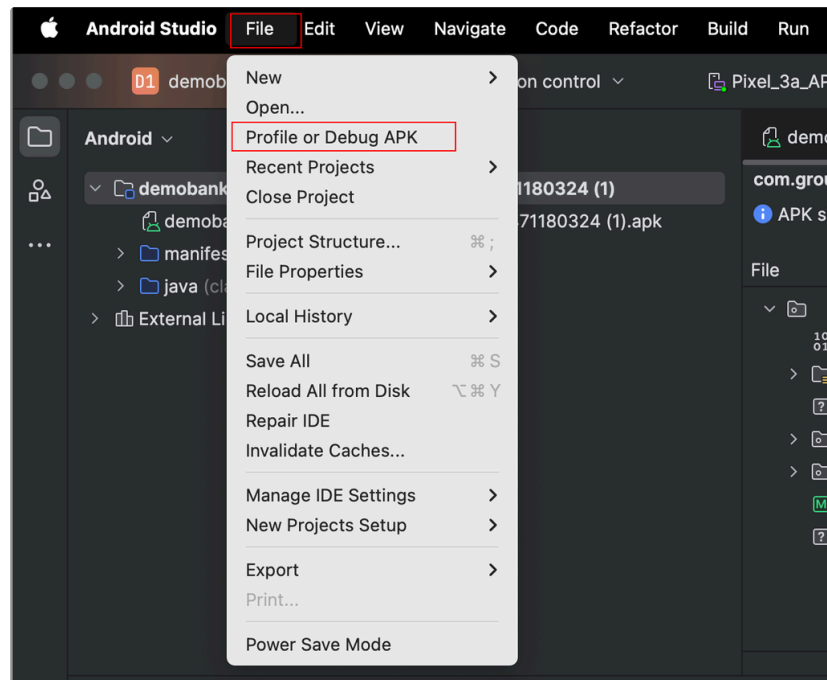 Android Studio File Edit View Navigate Code Refactor Build Run
D1 demob on control Pixel_3a_AP
Android demo
New
Open...
Profile or Debug APK
Recent Projects
Close Project
Project Structure... ⌘ ;
File Properties
Local History
Save All ⌘ S
Reload All from Disk ⌥ ⌘ Y
Repair IDE
Invalidate Caches...
Manage IDE Settings
New Projects Setup
Export
Print...
Power Save Mode
demobank 1180324 (1)
demoba 71180324 (1).apk
manifes
java (cla
External Li
com.grou
APK s
File